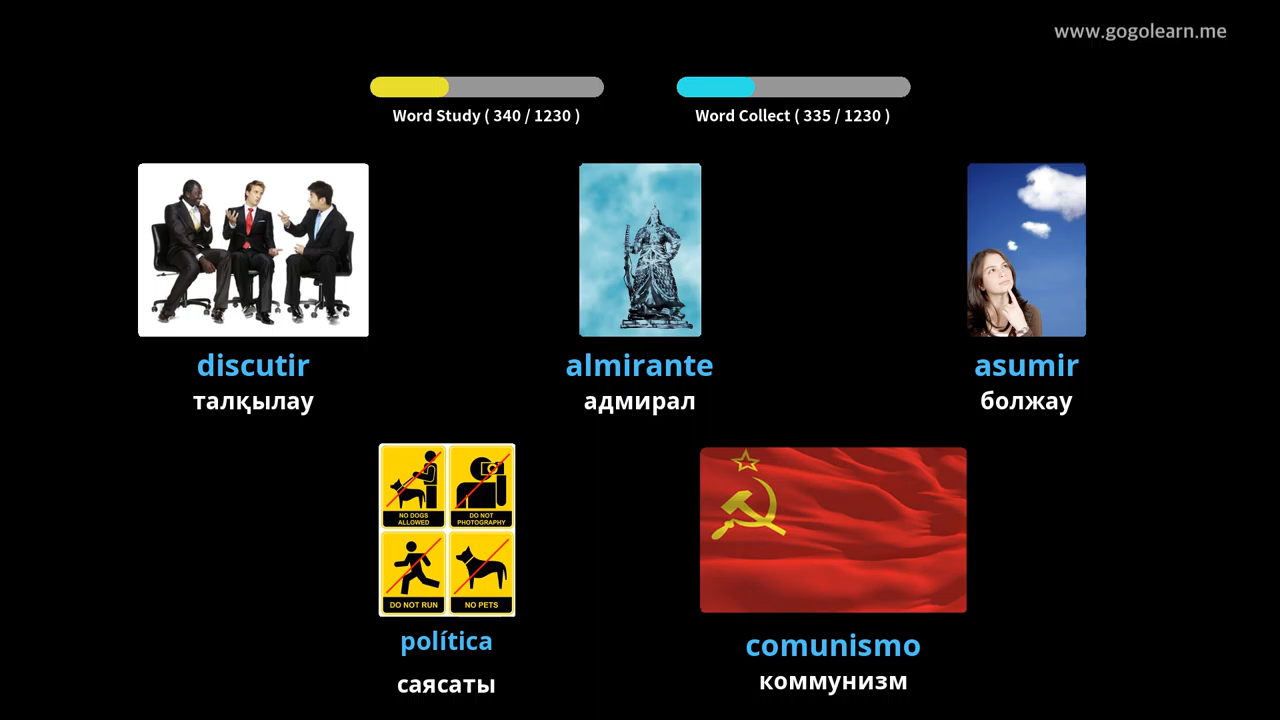 www.gogolearn.me
Word Study ( 340 / 1230 )
Word Collect ( 335 / 1230 )
discutir
almirante
asumir
талқылау
адмирал
болжау
NO DOGS
ALLOWED
DO NOT
PHOTOGRAPHY
DO NOT RUN
NO PETS
política
comunismo
саясаты
коммунизм